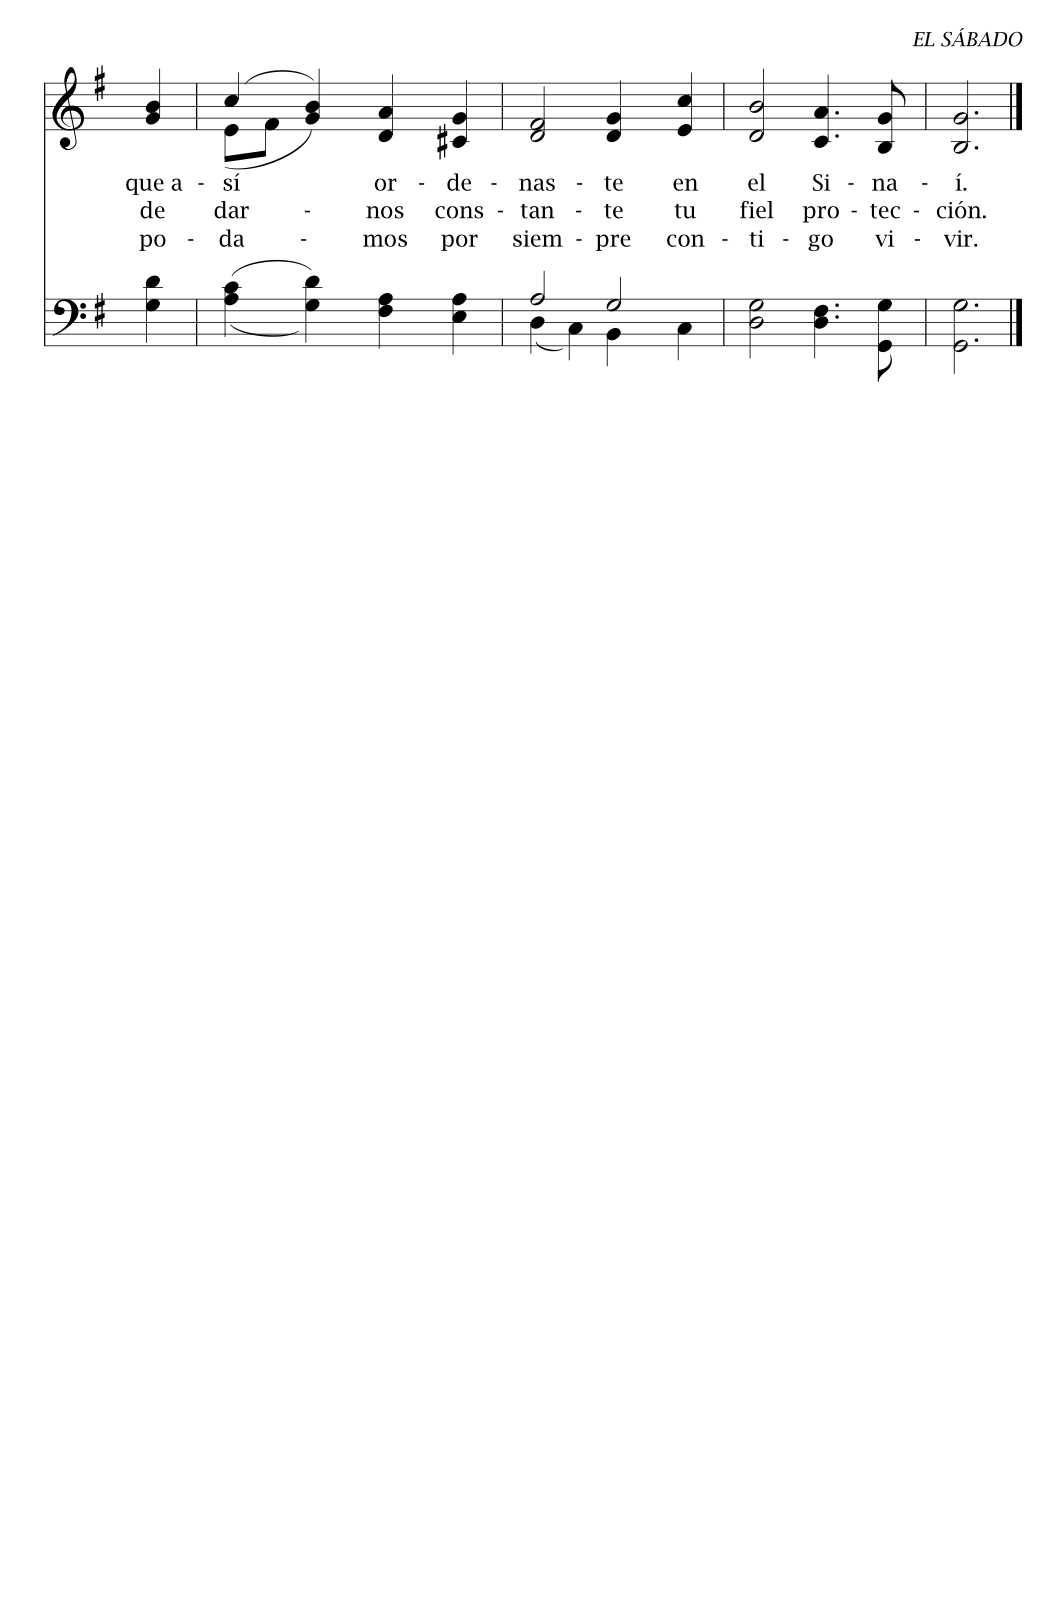 EL SÁBADO
que a - sí or - de - nas - te en el Si - na - í.
de dar - nos cons - tan - te tu fiel pro - tec - ción.
po - da - mos por siem - pre con - ti - go vi - vir.